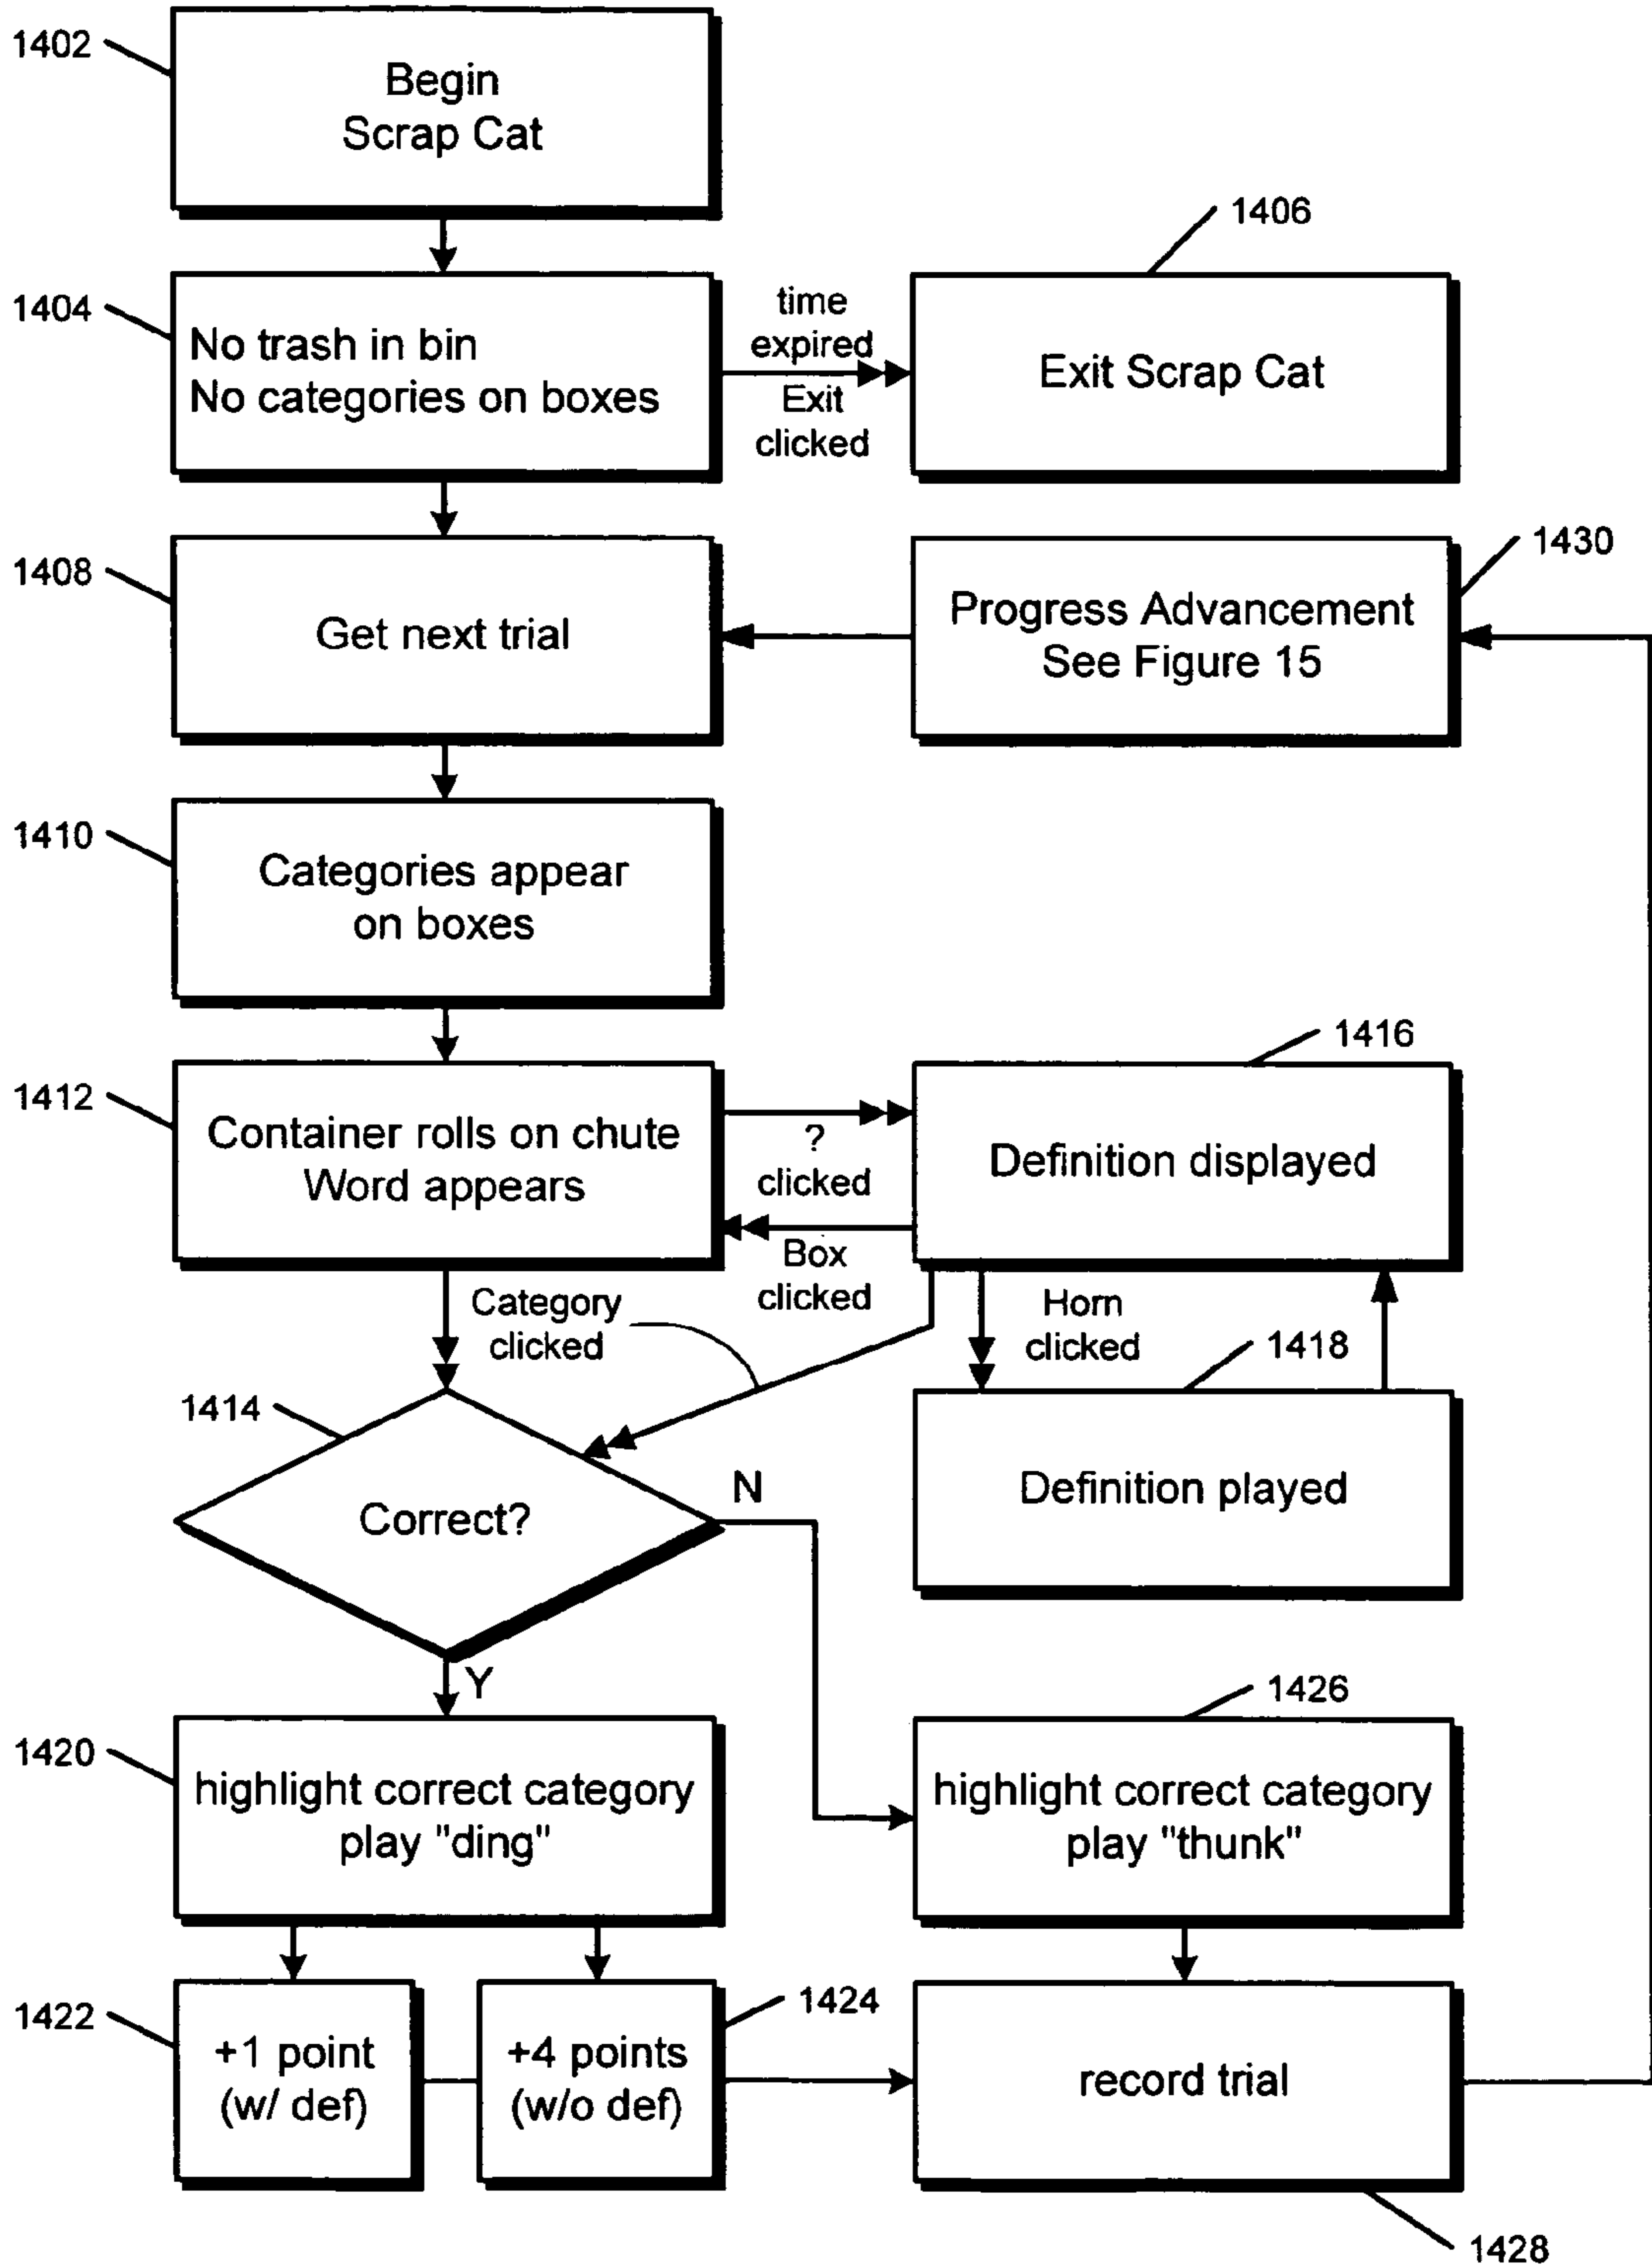 1402
Begin
Scrap Cat
1406
1404
No trash in bin
No categories on boxes
time
expired
Exit
clicked
Exit Scrap Cat
1430
1408
Get next trial
Progress Advancement
See Figure 15
1410
Categories appear
on boxes
1416
1412
Container rolls on chute
Word appears
?
clicked
Box
clicked
Definition displayed
Category
clicked
Horn
clicked
1418
1414
Correct?
N
Definition played
Y
1426
1420
highlight correct category
play "ding"
highlight correct category
play "thunk"
1422
+1 point
(w/ def)
+4 points
(w/o def)
1424
record trial
1428